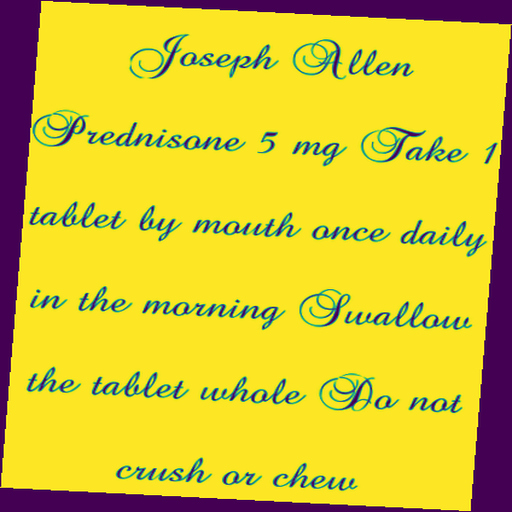 Joseph Allen
Prednisone 5 mg Take 1
tablet by mouth once daily
in the morning Swallow
the tablet whole Do not
crush or chew